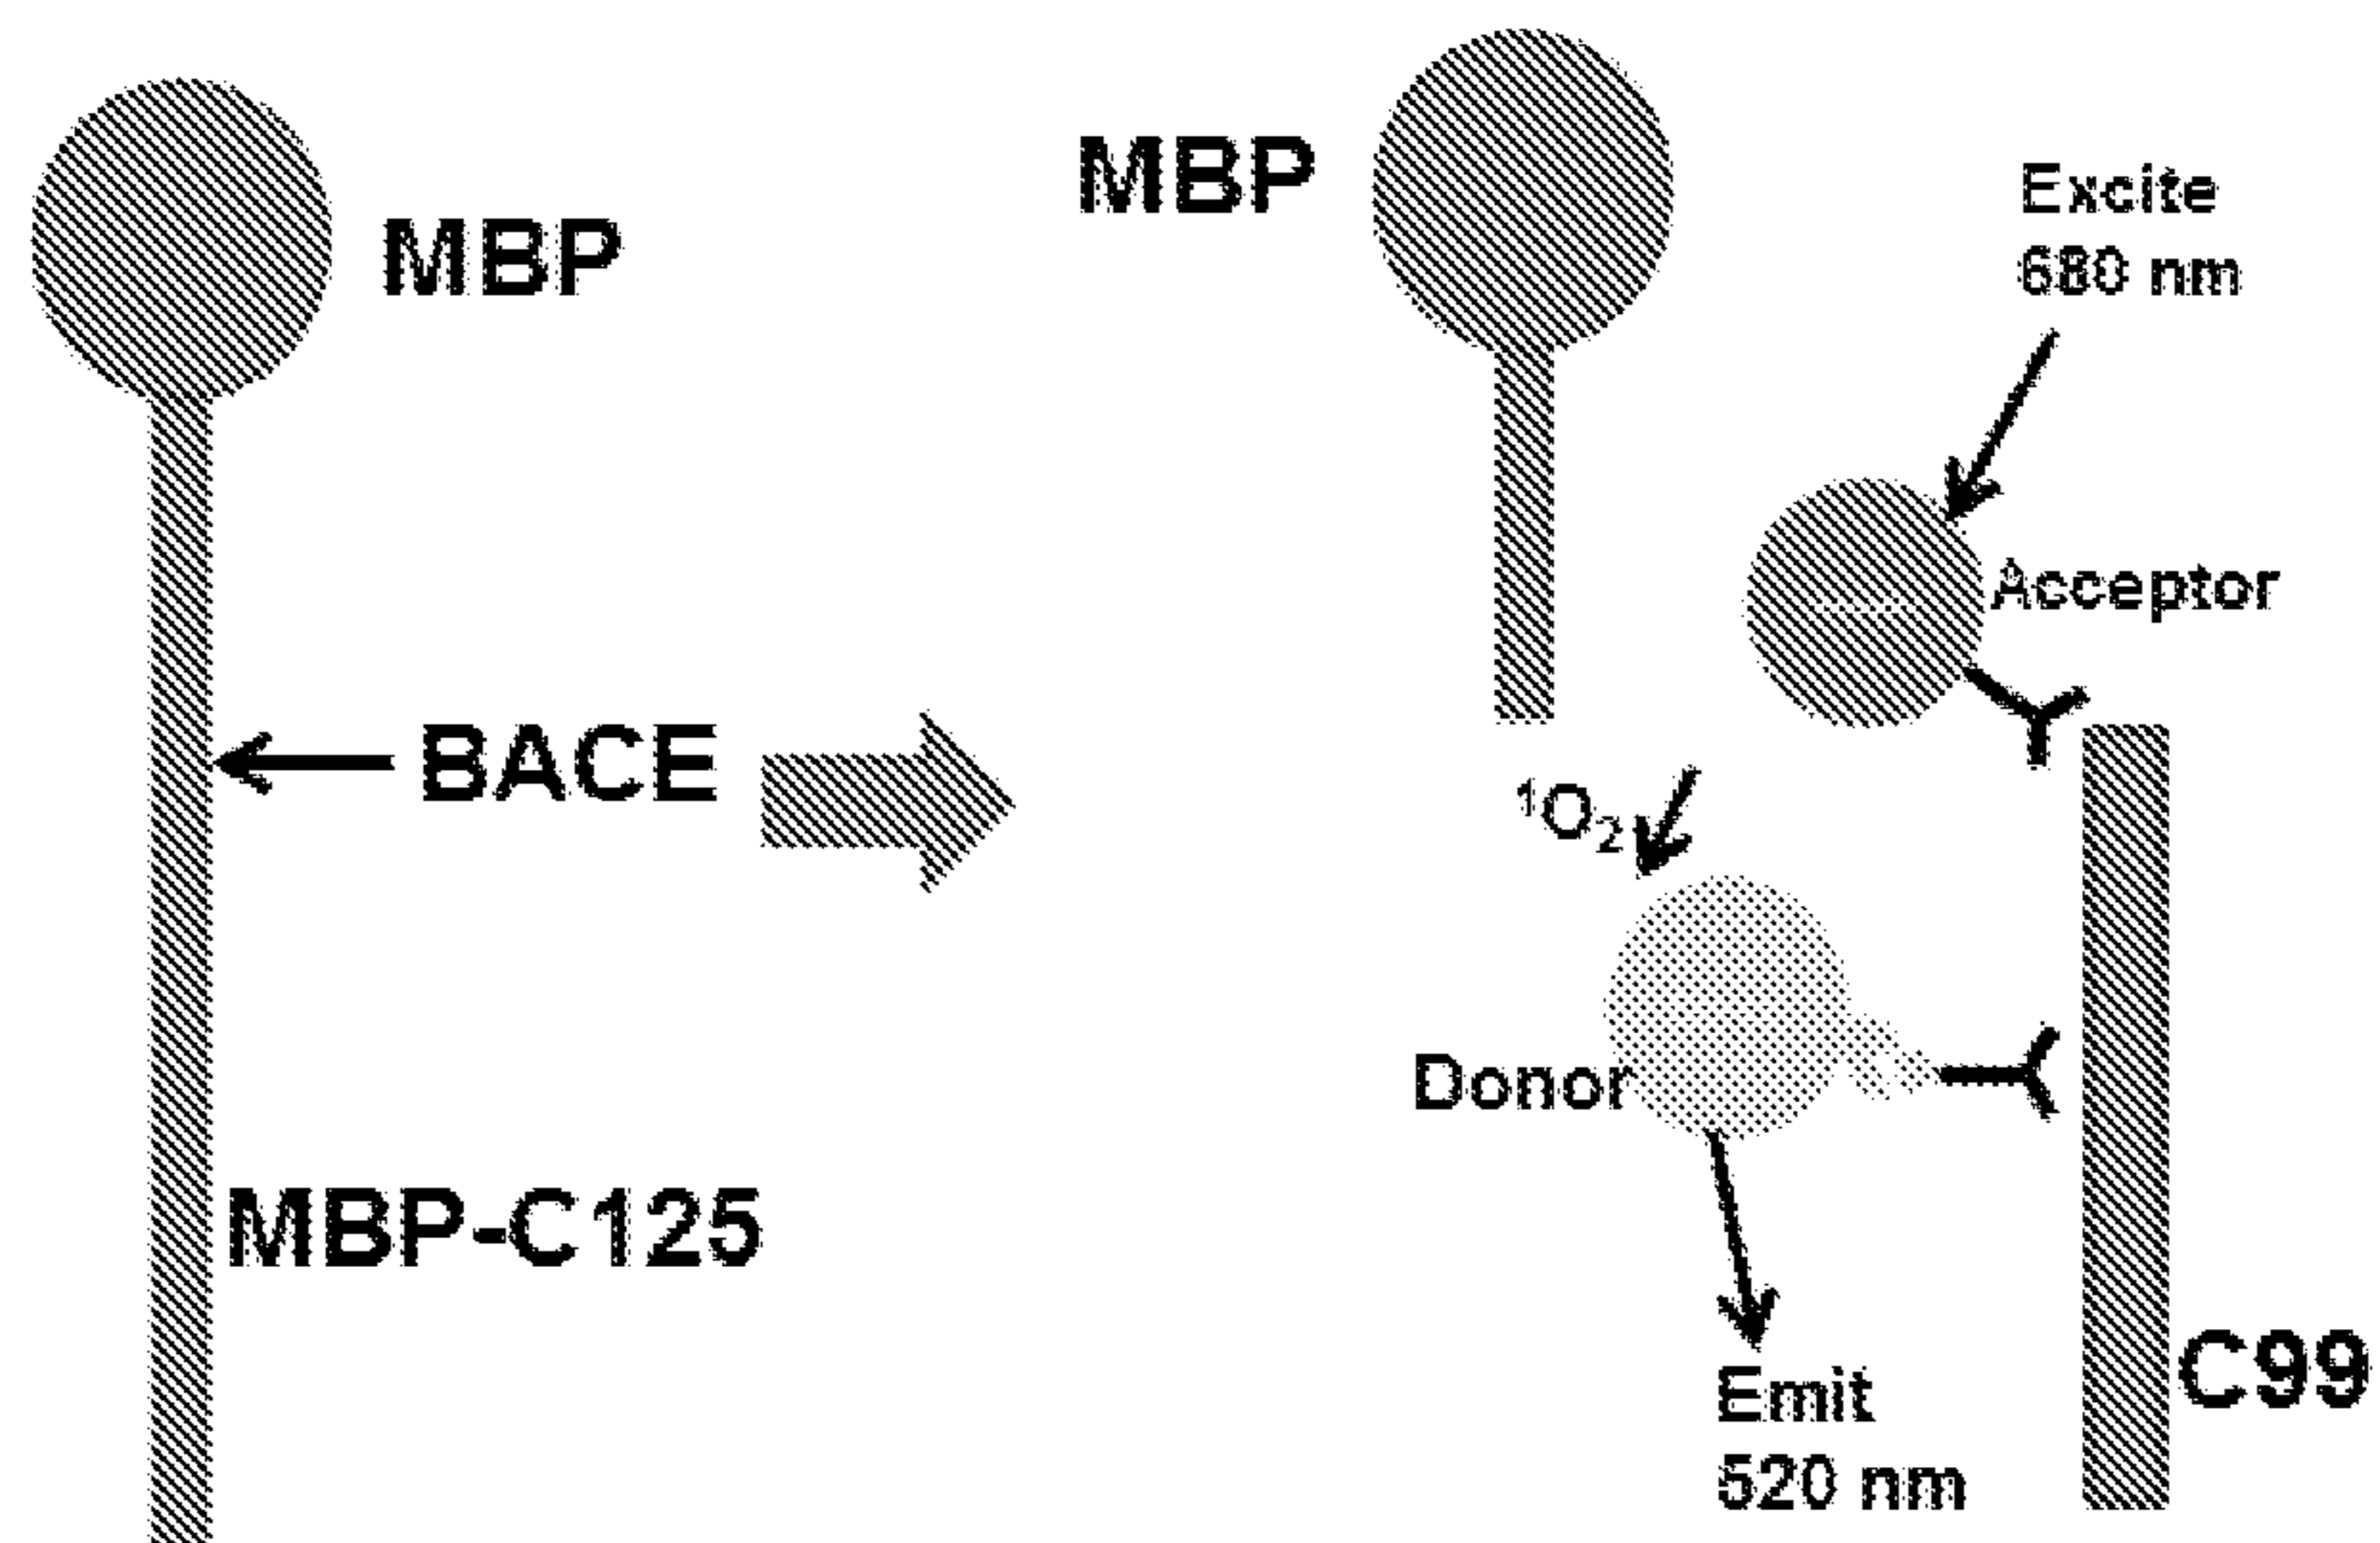 MBP
BACE
MBP-C125
MBP
Excite
680 nm
Acceptor
¹O₂
Donor
Emit
520 nm
C99